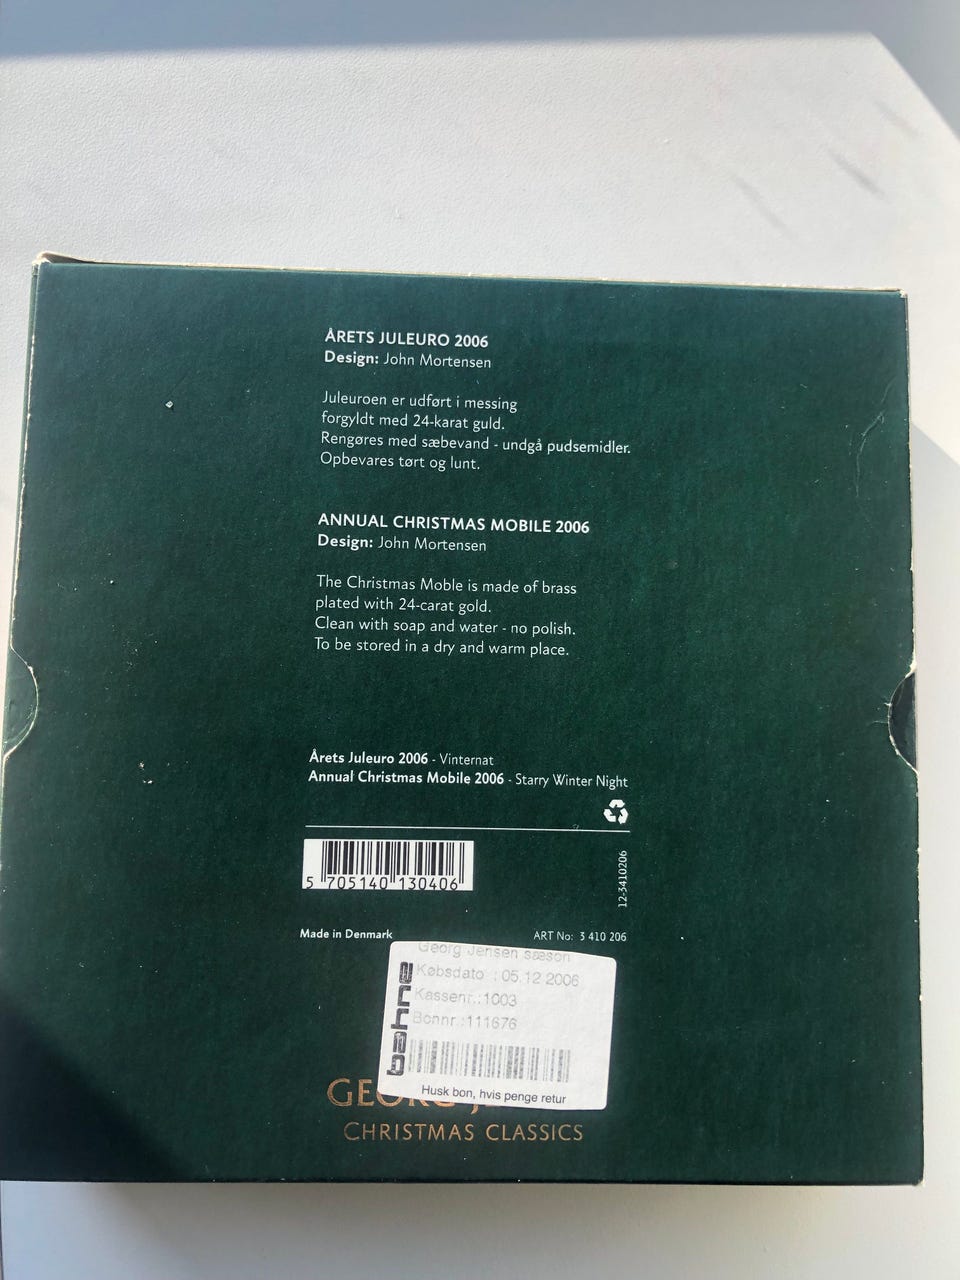 ÅRETS JULEURO 2006
Design: John Mortensen
Juleuroen er udført i messing
forgyldt med 24-karat guld.
Rengøres med sæbevand - undgå pudsemidler.
Opbevares tørt og lunt.
ANNUAL CHRISTMAS MOBILE 2006
Design: John Mortensen
The Christmas Moble is made of brass
plated with 24-carat gold.
Clean with soap and water - no polish.
To be stored in a dry and warm place.
Årets Juleuro 2006 - Vinternat
Annual Christmas Mobile 2006 - Starry Winter Night
5 705140 130406
12-3410206
Made in Denmark
ART No: 3 410 206
Georg Jensen sæson
Købsdato : 05.12 2006
Kassenr.:1003
Bonnr.:111676
bahne
Husk bon, hvis penge retur
GEORG
CHRISTMAS CLASSICS